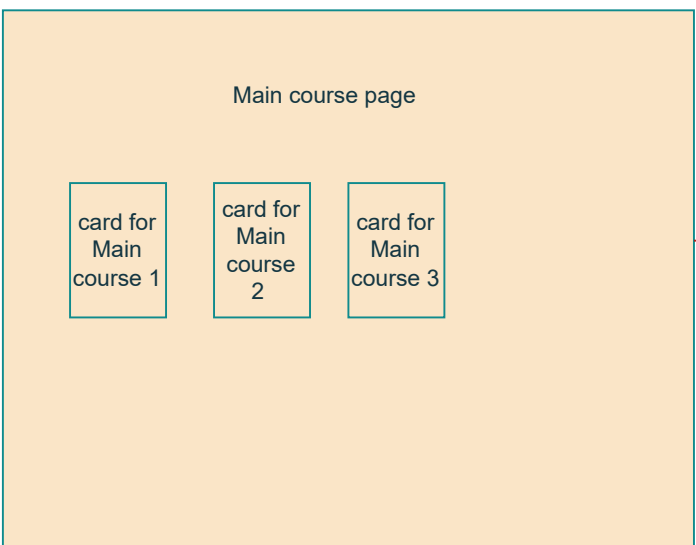 Main course page
card for
Main
course 1
card for
Main
course
2
card for
Main
course 3